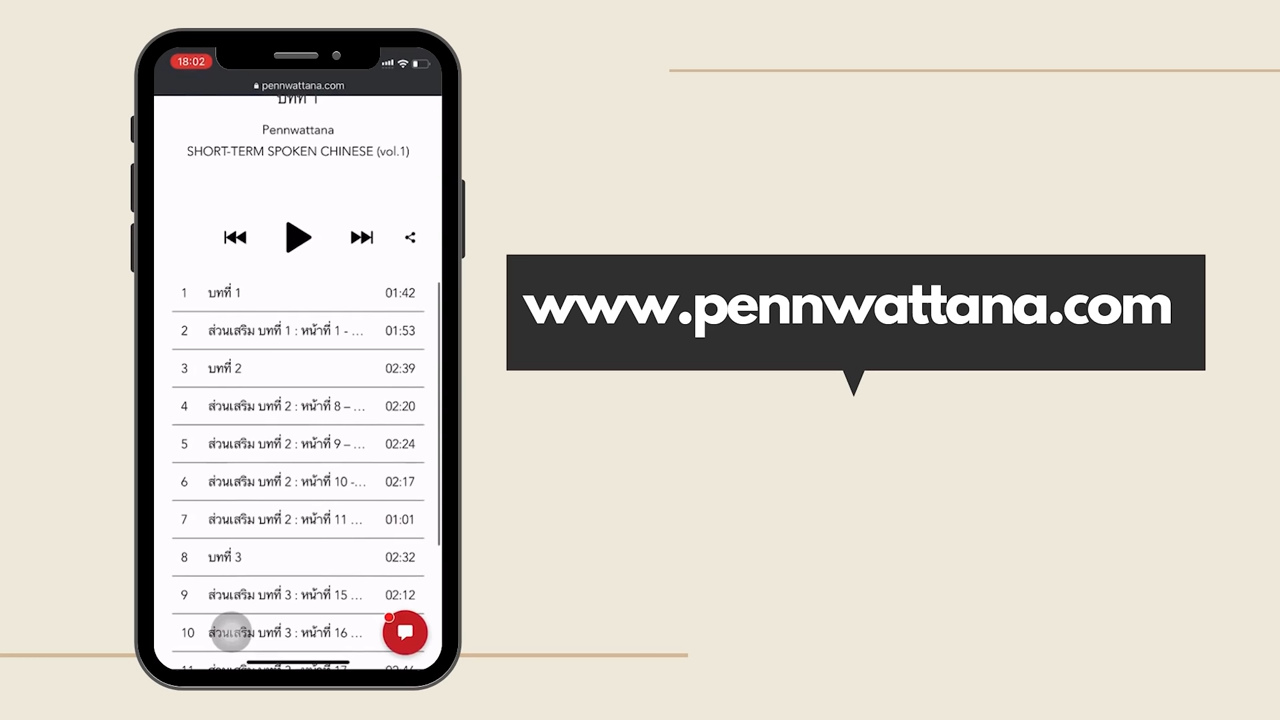 18:02
pennwattana.com
บทที่ 1
Pennwattana
SHORT-TERM SPOKEN CHINESE (vol.1)
1 บทที่ 1 01:42
2 ส่วนเสริม บทที่ 1 : หน้าที่ 1 - ... 01:53
3 บทที่ 2 02:39
4 ส่วนเสริม บทที่ 2 : หน้าที่ 8 – ... 02:20
5 ส่วนเสริม บทที่ 2 : หน้าที่ 9 – ... 02:24
6 ส่วนเสริม บทที่ 2 : หน้าที่ 10 -... 02:17
7 ส่วนเสริม บทที่ 2 : หน้าที่ 11 ... 01:01
8 บทที่ 3 02:32
9 ส่วนเสริม บทที่ 3 : หน้าที่ 15 ... 02:12
10 ส่วนเสริม บทที่ 3 : หน้าที่ 16 ...
www.pennwattana.com